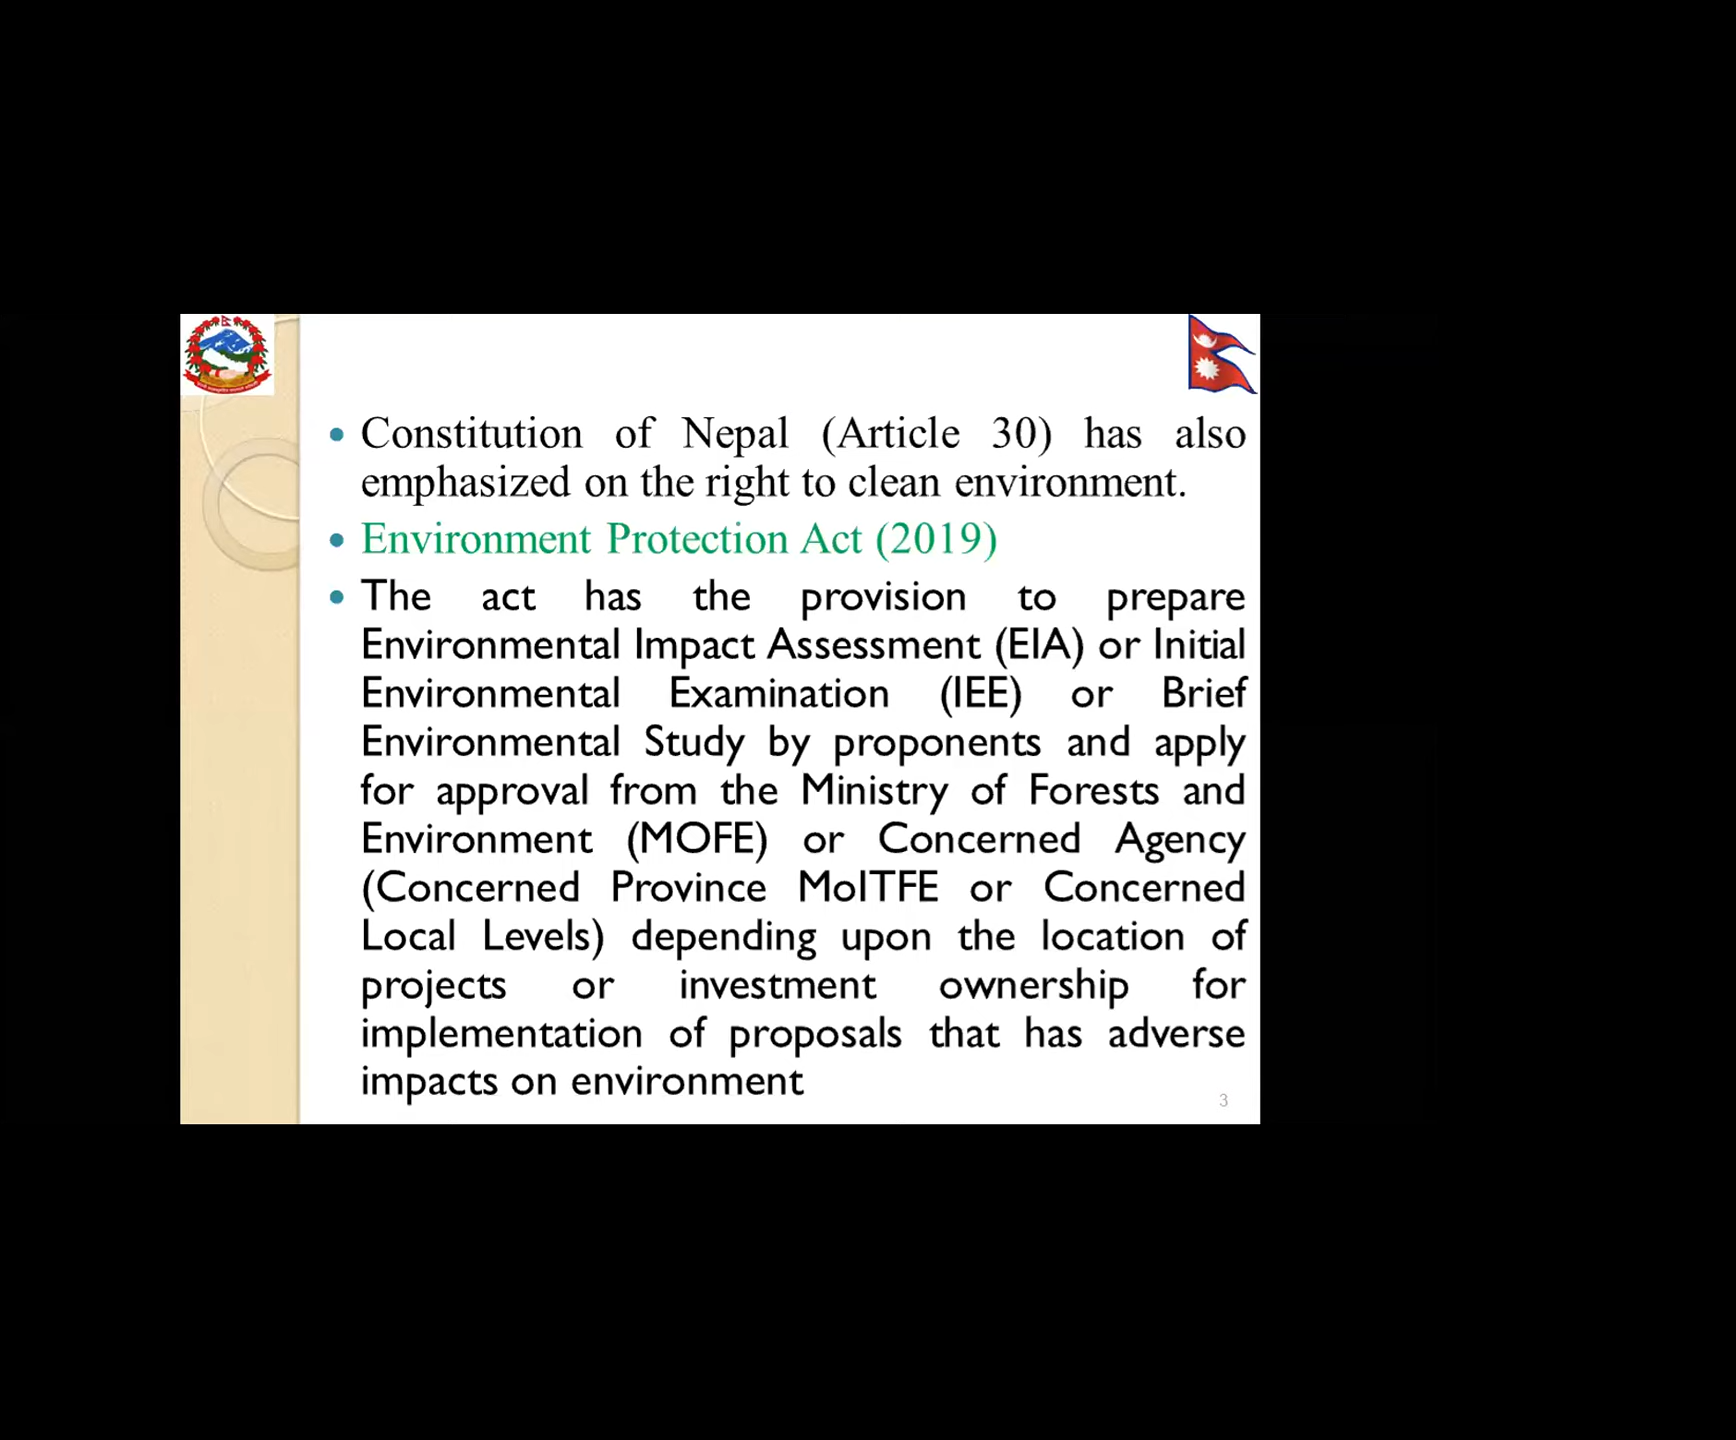 • Constitution of Nepal (Article 30) has also
emphasized on the right to clean environment.
• Environment Protection Act (2019)
• The act has the provision to prepare
Environmental Impact Assessment (EIA) or Initial
Environmental Examination (IEE) or Brief
Environmental Study by proponents and apply
for approval from the Ministry of Forests and
Environment (MOFE) or Concerned Agency
(Concerned Province MoITFE or Concerned
Local Levels) depending upon the location of
projects or investment ownership for
implementation of proposals that has adverse
impacts on environment
3